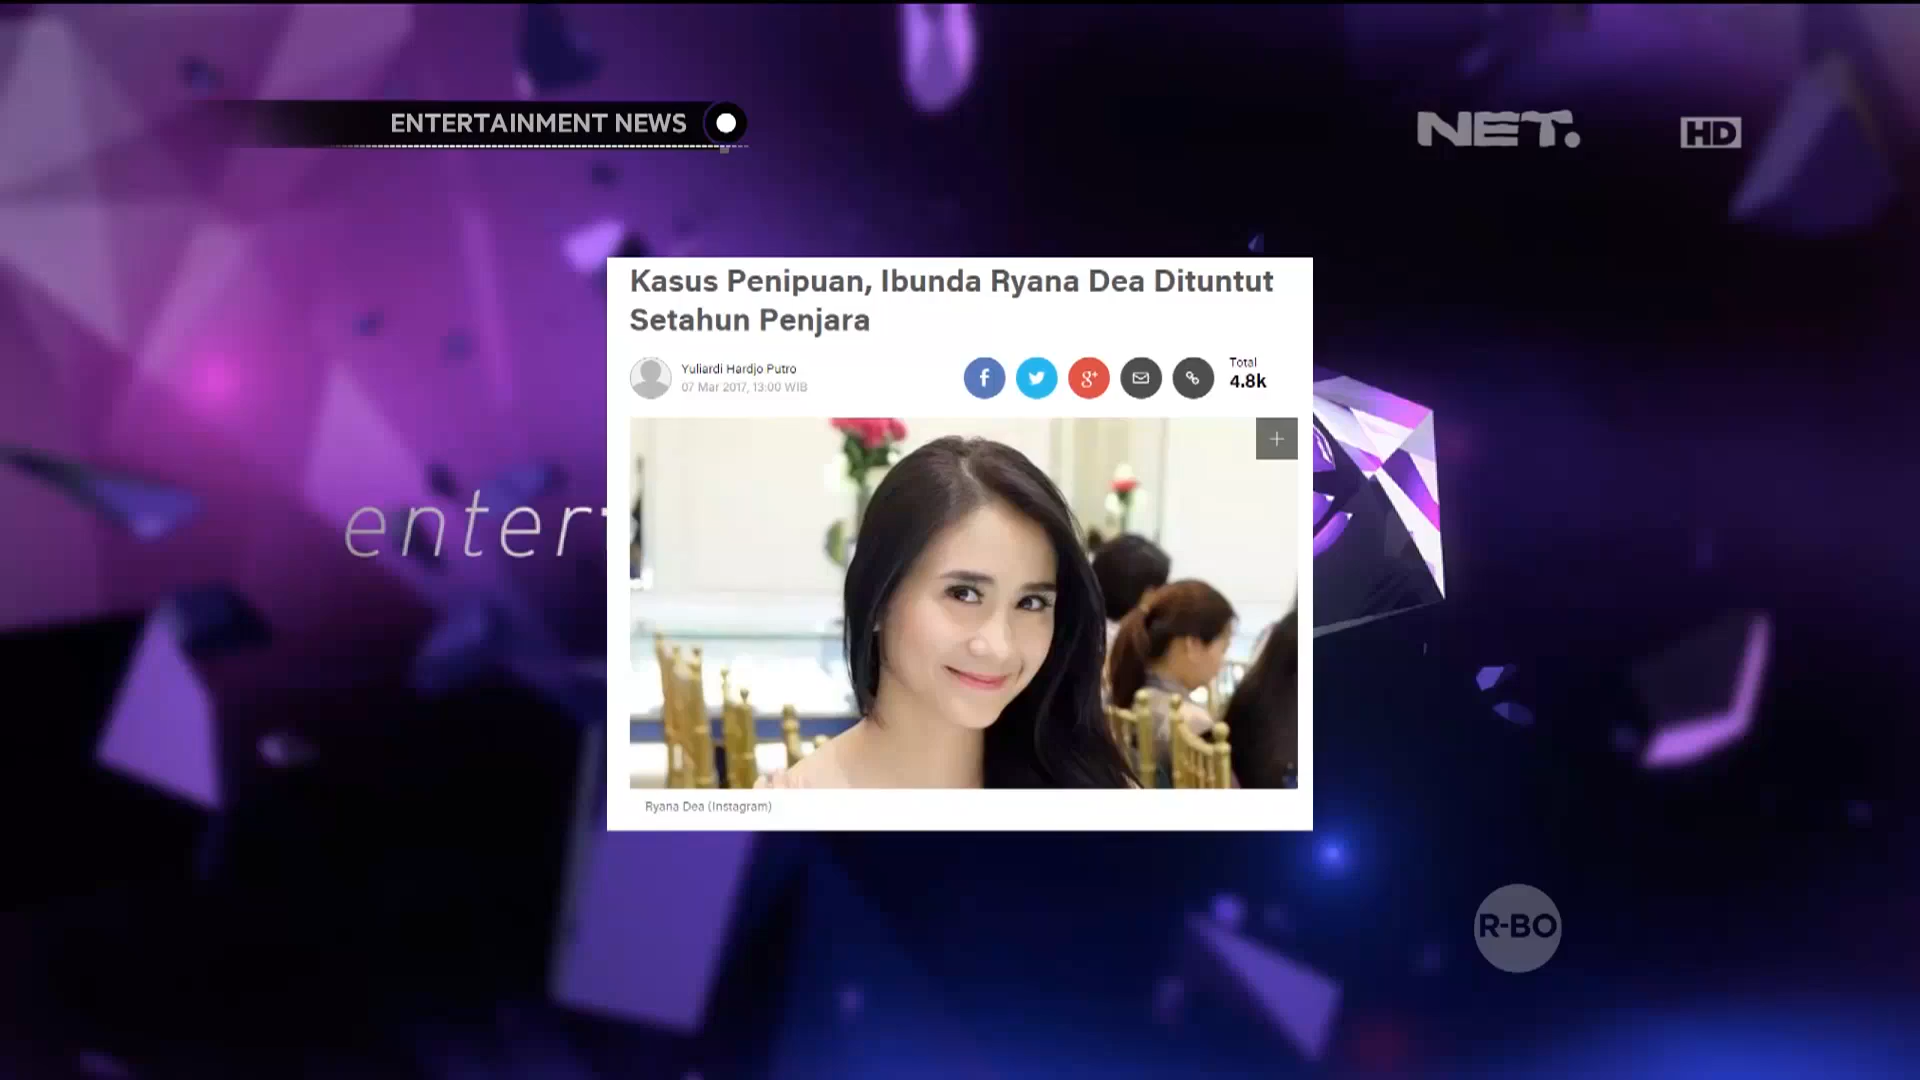 ENTERTAINMENT NEWS
NET.
HD
Kasus Penipuan, Ibunda Ryana Dea Dituntut
Setahun Penjara
Yuliardi Hardjo Putro
07 Mar 2017, 13:00 WIB
f
g+
Total
4.8k
+
entert
Ryana Dea (Instagram)
R-BO